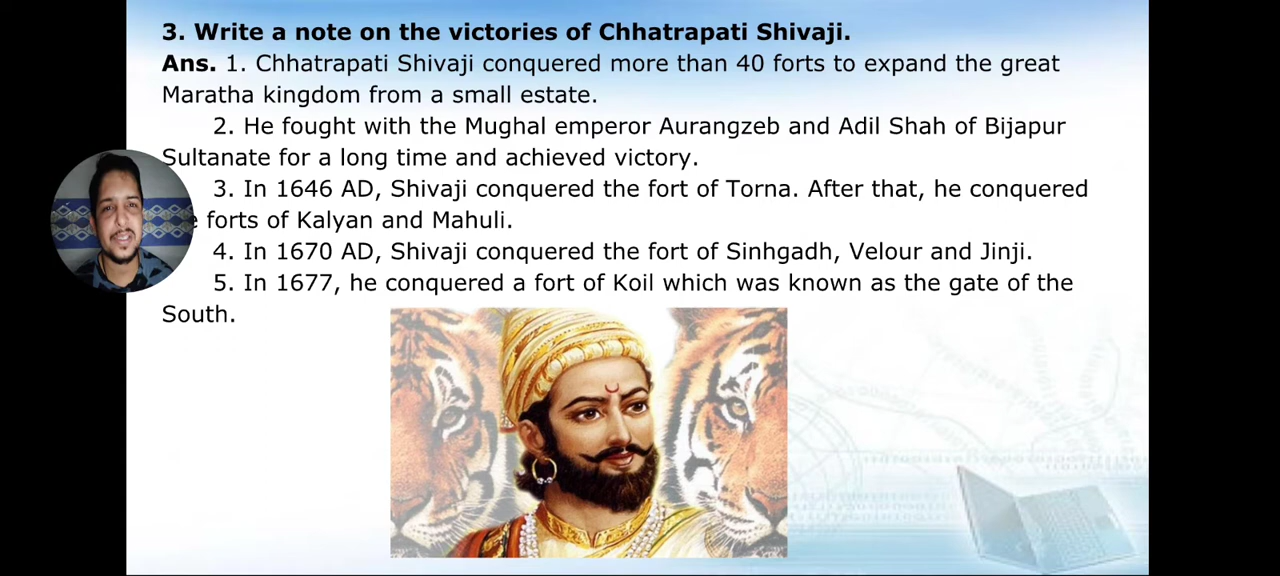 3. Write a note on the victories of Chhatrapati Shivaji.
Ans. 1. Chhatrapati Shivaji conquered more than 40 forts to expand the great
Maratha kingdom from a small estate.
2. He fought with the Mughal emperor Aurangzeb and Adil Shah of Bijapur
Sultanate for a long time and achieved victory.
3. In 1646 AD, Shivaji conquered the fort of Torna. After that, he conquered
forts of Kalyan and Mahuli.
4. In 1670 AD, Shivaji conquered the fort of Sinhgadh, Velour and Jinji.
5. In 1677, he conquered a fort of Koil which was known as the gate of the
South.